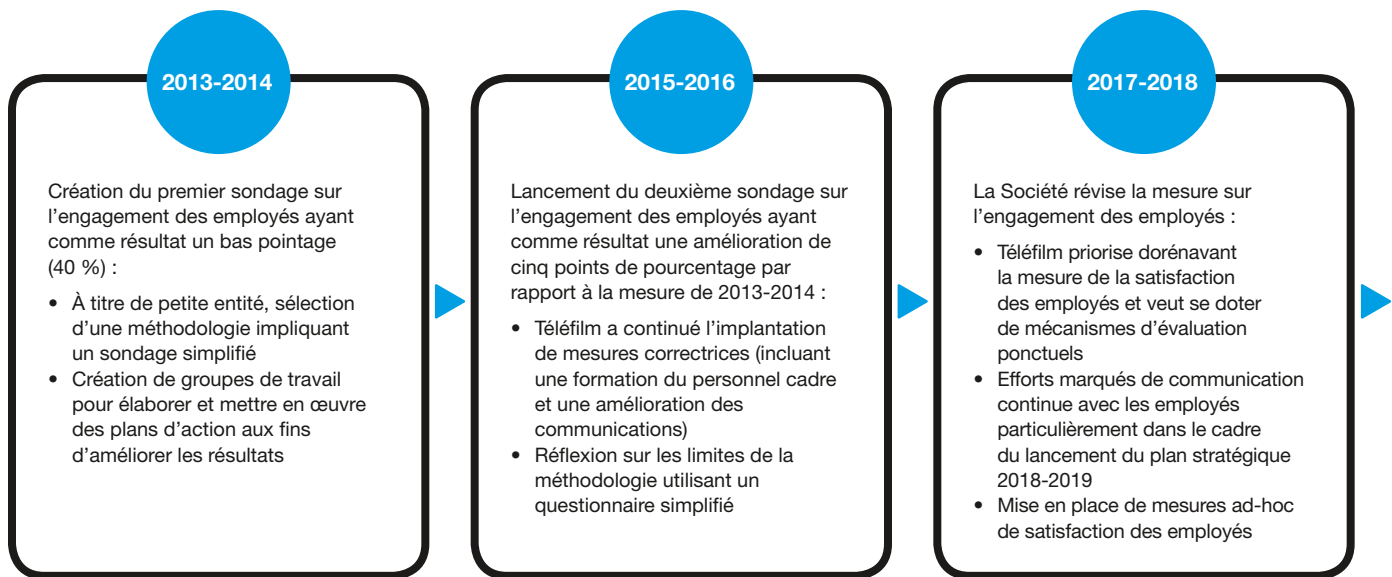 2013-2014
Création du premier sondage sur
l’engagement des employés ayant
comme résultat un bas pointage
(40 %) :
• À titre de petite entité, sélection
d’une méthodologie impliquant
un sondage simplifié
• Création de groupes de travail
pour élaborer et mettre en œuvre
des plans d’action aux fins
d’améliorer les résultats
2015-2016
Lancement du deuxième sondage sur
l’engagement des employés ayant
comme résultat une amélioration de
cinq points de pourcentage par
rapport à la mesure de 2013-2014 :
• Téléfilm a continué l’implantation
de mesures correctrices (incluant
une formation du personnel cadre
et une amélioration des
communications)
• Réflexion sur les limites de la
méthodologie utilisant un
questionnaire simplifié
2017-2018
La Société révise la mesure sur
l’engagement des employés :
• Téléfilm priorise dorénavant
la mesure de la satisfaction
des employés et veut se doter
de mécanismes d’évaluation
ponctuels
• Efforts marqués de communication
continue avec les employés
particulièrement dans le cadre
du lancement du plan stratégique
2018-2019
• Mise en place de mesures ad-hoc
de satisfaction des employés